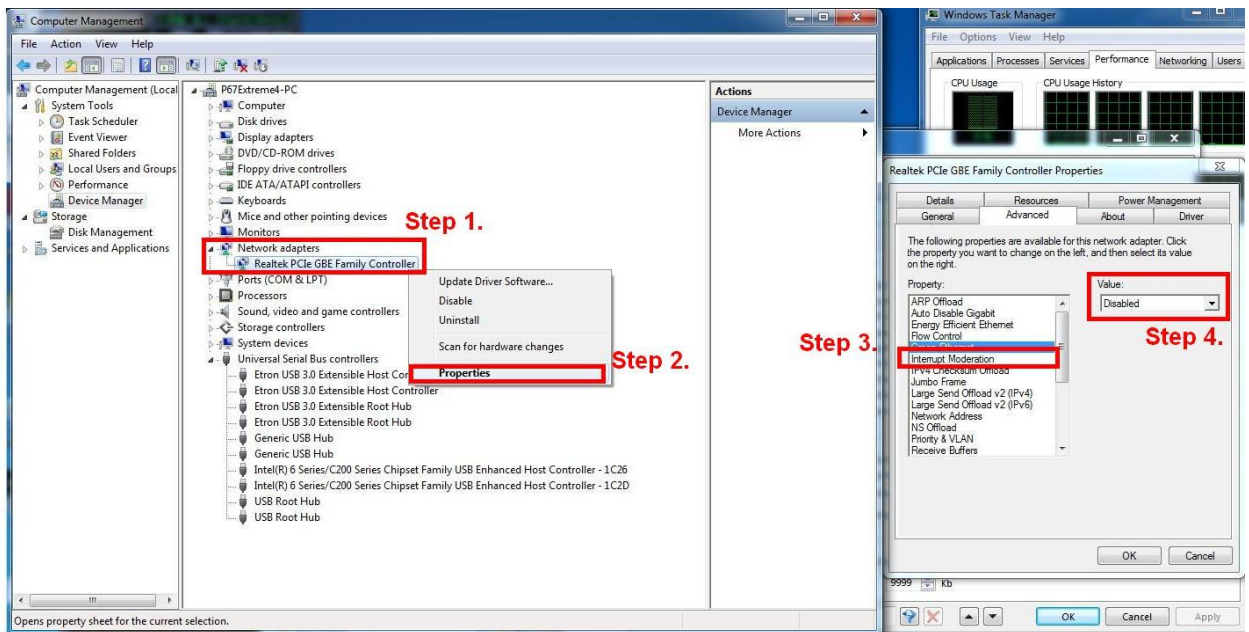 Computer Management
File Action View Help
Computer Management (Local
System Tools
Task Scheduler
Event Viewer
Shared Folders
Local Users and Groups
Performance
Device Manager
Storage
Disk Management
Services and Applications
P67Extreme4-PC
Computer
Disk drives
Display adapters
DVD/CD-ROM drives
Floppy drive controllers
IDE ATA/ATAPI controllers
Keyboards
Mice and other pointing devices
Monitors
Step 1.
Network adapters
Realtek PCIe GBE Family Controller
Ports (COM & LPT)
Processors
Sound, video and game controllers
Storage controllers
System devices
Universal Serial Bus controllers
Etron USB 3.0 Extensible Host Cor
Etron USB 3.0 Extensible Host Controller
Etron USB 3.0 Extensible Root Hub
Etron USB 3.0 Extensible Root Hub
Generic USB Hub
Generic USB Hub
Intel(R) 6 Series/C200 Series Chipset Family USB Enhanced Host Controller - 1C26
Intel(R) 6 Series/C200 Series Chipset Family USB Enhanced Host Controller - 1C2D
USB Root Hub
USB Root Hub
Update Driver Software...
Disable
Uninstall
Scan for hardware changes
Properties
Step 2.
Actions
Device Manager
More Actions
Opens property sheet for the current selection.
Windows Task Manager
File Options View Help
Applications Processes Services Performance Networking Users
CPU Usage CPU Usage History
Realtek PCIe GBE Family Controller Properties
Details Resources Power Management
General Advanced About Driver
The following properties are available for this network adapter. Click
the property you want to change on the left, and then select its value
on the right.
Property:
Value:
Disabled
Step 4.
ARP Offload
Auto Disable Gigabit
Energy Efficient Ethernet
Flow Control
Step 3.
Interrupt Moderation
IPv4 Checksum Offload
Jumbo Frame
Large Send Offload v2 (IPv4)
Large Send Offload v2 (IPv6)
Network Address
NS Offload
Priority & VLAN
Receive Buffers
OK Cancel
9999 Kb
OK Cancel Apply